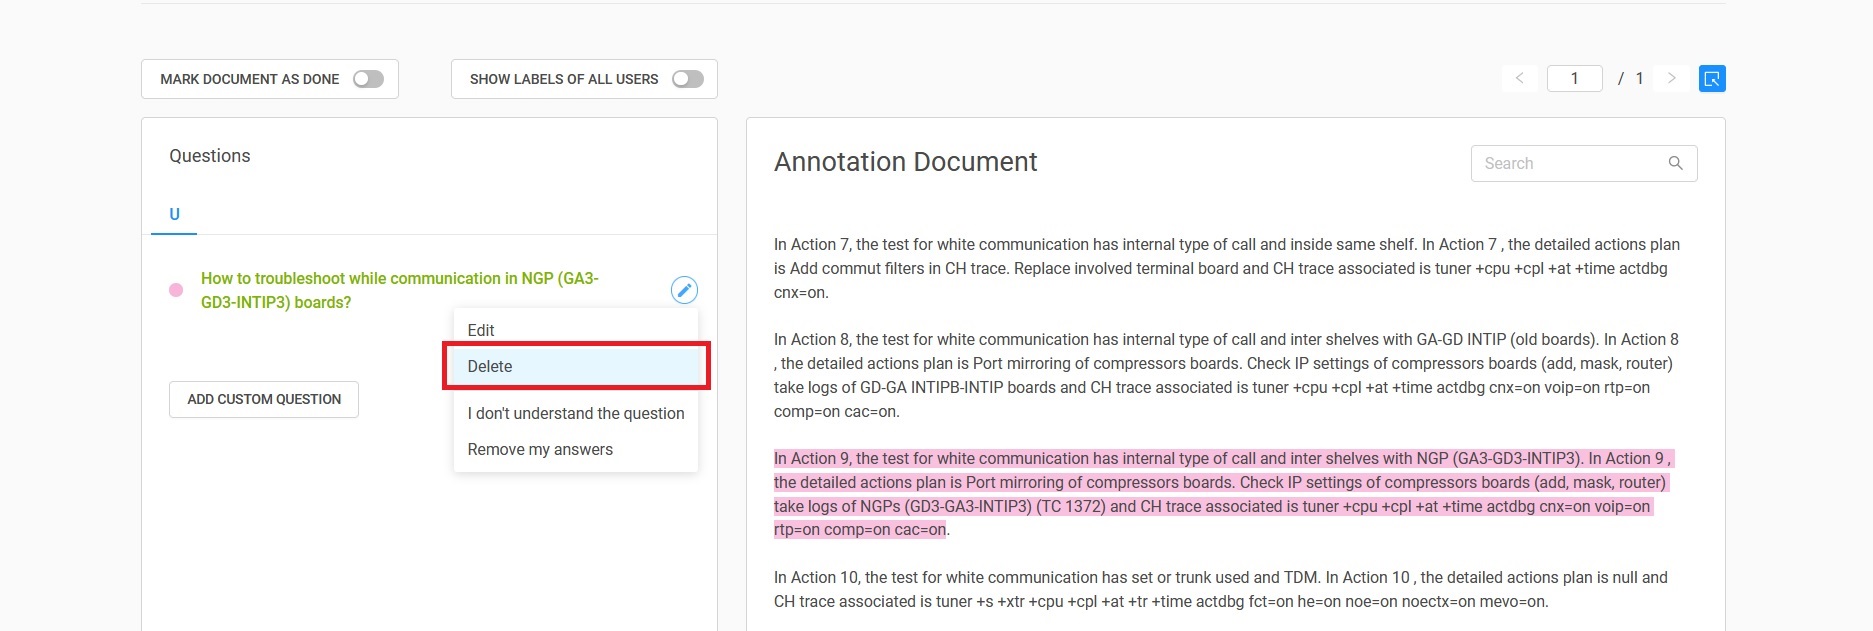 MARK DOCUMENT AS DONE
SHOW LABELS OF ALL USERS
1 / 1
Questions
U
How to troubleshoot while communication in NGP (GA3-
GD3-INTIP3) boards?
Edit
Delete
I don't understand the question
Remove my answers
ADD CUSTOM QUESTION
Annotation Document
Search
In Action 7, the test for white communication has internal type of call and inside same shelf. In Action 7 , the detailed actions plan
is Add commut filters in CH trace. Replace involved terminal board and CH trace associated is tuner +cpu +cpl +at +time actdbg
cnx=on.
In Action 8, the test for white communication has internal type of call and inter shelves with GA-GD INTIP (old boards). In Action 8
, the detailed actions plan is Port mirroring of compressors boards. Check IP settings of compressors boards (add, mask, router)
take logs of GD-GA INTIPB-INTIP boards and CH trace associated is tuner +cpu +cpl +at +time actdbg cnx=on voip=on rtp=on
comp=on cac=on.
In Action 9, the test for white communication has internal type of call and inter shelves with NGP (GA3-GD3-INTIP3). In Action 9 ,
the detailed actions plan is Port mirroring of compressors boards. Check IP settings of compressors boards (add, mask, router)
take logs of NGPs (GD3-GA3-INTIP3) (TC 1372) and CH trace associated is tuner +cpu +cpl +at +time actdbg cnx=on voip=on
rtp=on comp=on cac=on.
In Action 10, the test for white communication has set or trunk used and TDM. In Action 10 , the detailed actions plan is null and
CH trace associated is tuner +s +xtr +cpu +cpl +at +tr +time actdbg fct=on he=on noe=on noectx=on mevo=on.